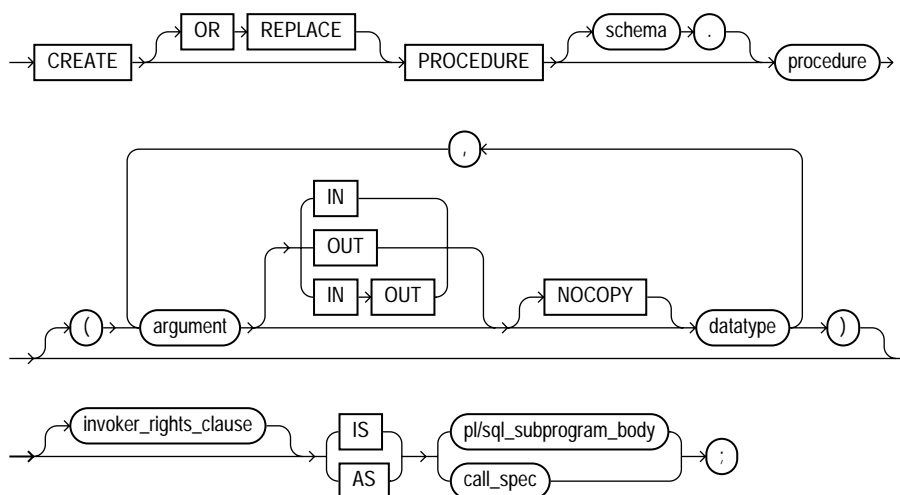 OR REPLACE schema .
CREATE PROCEDURE procedure
,
IN
OUT
IN OUT NOCOPY
( argument datatype )
invoker_rights_clause IS pl/sql_subprogram_body
AS call_spec ;